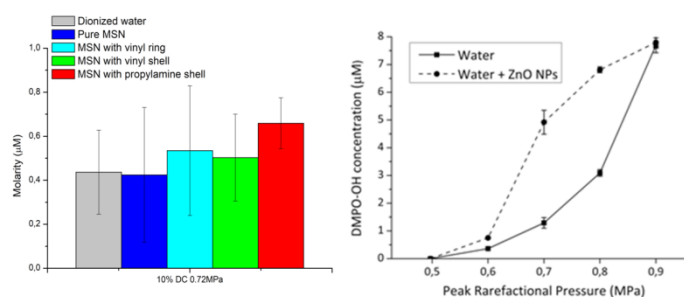 Dionized water
Pure MSN
MSN with vinyl ring
MSN with vinyl shell
MSN with propylamine shell
1,0
0,8
0,6
0,4
0,2
0,0
Molarity (µM)
10% DC 0.72MPa
8
7
6
5
4
3
2
1
0
DMPO-OH concentration (µM)
Water
Water + ZnO NPs
0,5 0,6 0,7 0,8 0,9
Peak Rarefactional Pressure (MPa)